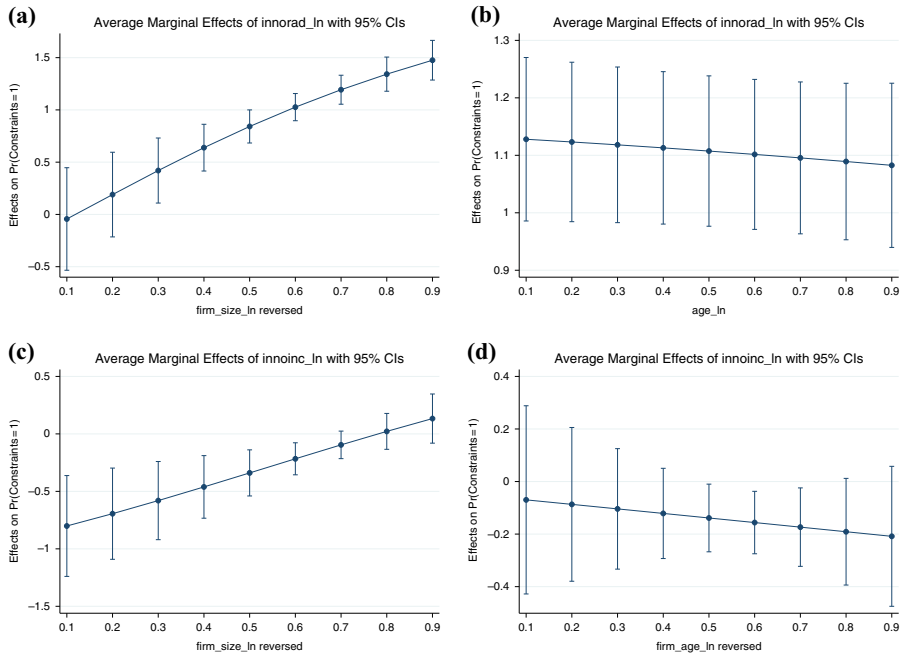 (a)
Average Marginal Effects of innorad_ln with 95% CIs
Effects on Pr(Constraints=1)
1.5
1
0.5
0
−0.5
0.1 0.2 0.3 0.4 0.5 0.6 0.7 0.8 0.9
firm_size_ln reversed
(b)
Average Marginal Effects of innorad_ln with 95% CIs
Effects on Pr(Constraints=1)
1.3
1.2
1.1
1
0.9
0.1 0.2 0.3 0.4 0.5 0.6 0.7 0.8 0.9
age_ln
(c)
Average Marginal Effects of innoinc_ln with 95% CIs
Effects on Pr(Constraints=1)
0.5
0
−0.5
−1
−1.5
0.1 0.2 0.3 0.4 0.5 0.6 0.7 0.8 0.9
firm_size_ln reversed
(d)
Average Marginal Effects of innoinc_ln with 95% CIs
Effects on Pr(Constraints=1)
0.4
0.2
0
−0.2
−0.4
0.1 0.2 0.3 0.4 0.5 0.6 0.7 0.8 0.9
firm_age_ln reversed